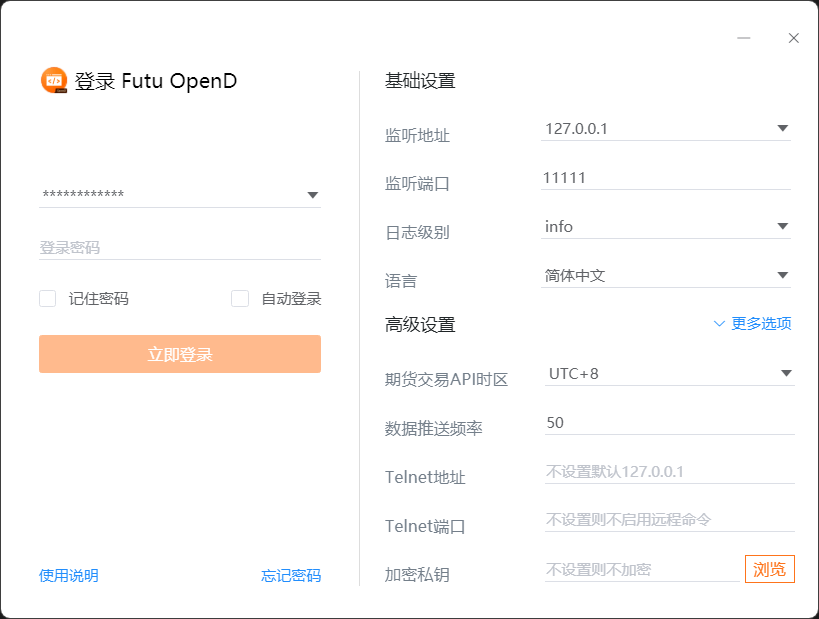 登录 Futu OpenD
************
登录密码
记住密码
自动登录
立即登录
使用说明
忘记密码
基础设置
监听地址 127.0.0.1
监听端口 11111
日志级别 info
语言 简体中文
高级设置 更多选项
期货交易API时区 UTC+8
数据推送频率 50
Telnet地址 不设置默认127.0.0.1
Telnet端口 不设置则不启用远程命令
加密私钥 不设置则不加密 浏览